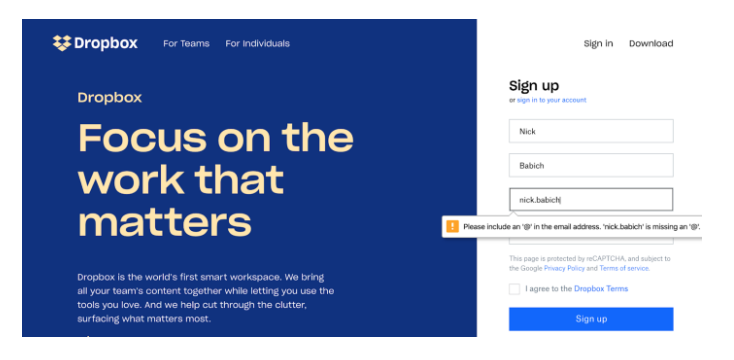 Dropbox For Teams For Individuals
Sign in Download
Dropbox
Focus on the
work that
matters
Dropbox is the world's first smart workspace. We bring
all your team's content together while letting you use the
tools you love. And we help cut through the clutter,
surfacing what matters most.
Sign up
or sign in to your account
Nick
Babich
nick.babich
! Please include an '@' in the email address. 'nick.babich' is missing an '@'.
This page is protected by reCAPTCHA, and subject to
the Google Privacy Policy and Terms of service.
I agree to the Dropbox Terms
Sign up